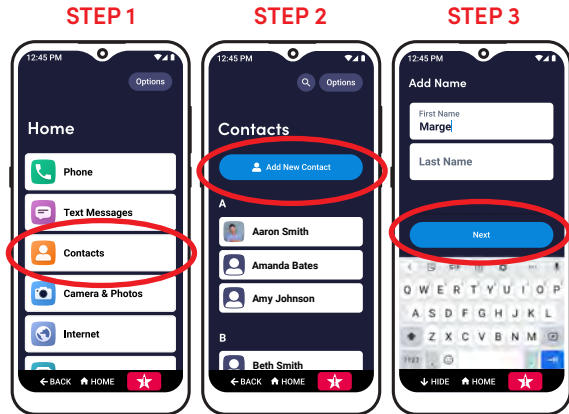 STEP 1
STEP 2
STEP 3
12:45 PM
Options
Home
Phone
Text Messages
Contacts
Camera & Photos
Internet
BACK HOME
12:45 PM
Options
Contacts
Add New Contact
A
Aaron Smith
Amanda Bates
Amy Johnson
B
Beth Smith
BACK HOME
12:45 PM
Add Name
First Name
Marge
Last Name
Next
GIF
Q W E R T Y U I O P
A S D F G H J K L
Z X C V B N M
?123 , .
HIDE HOME